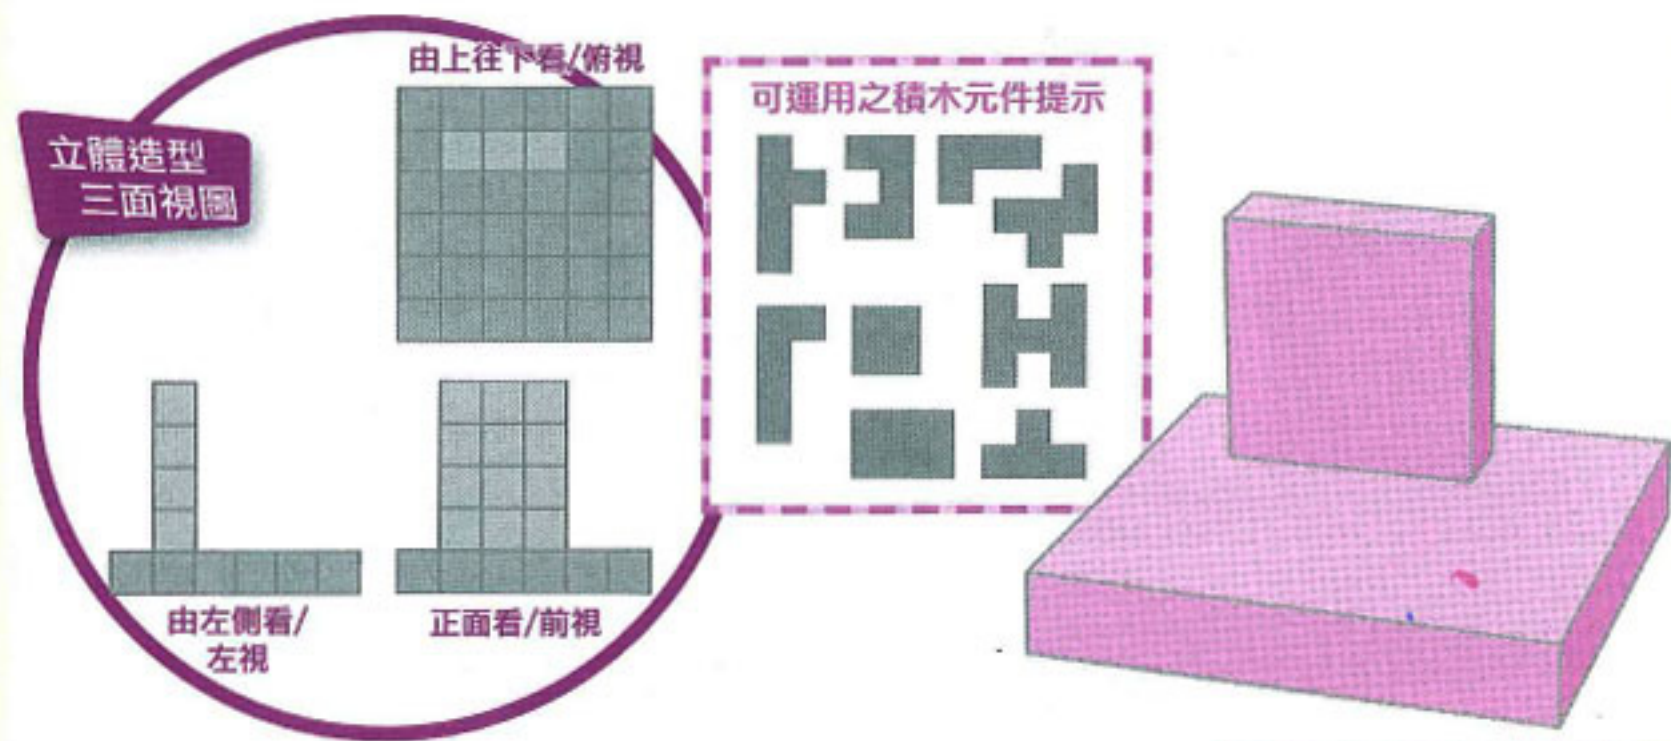 立體造型
三面視圖
由上往下看/俯視
由左側看/
左視
正面看/前視
可運用之積木元件提示